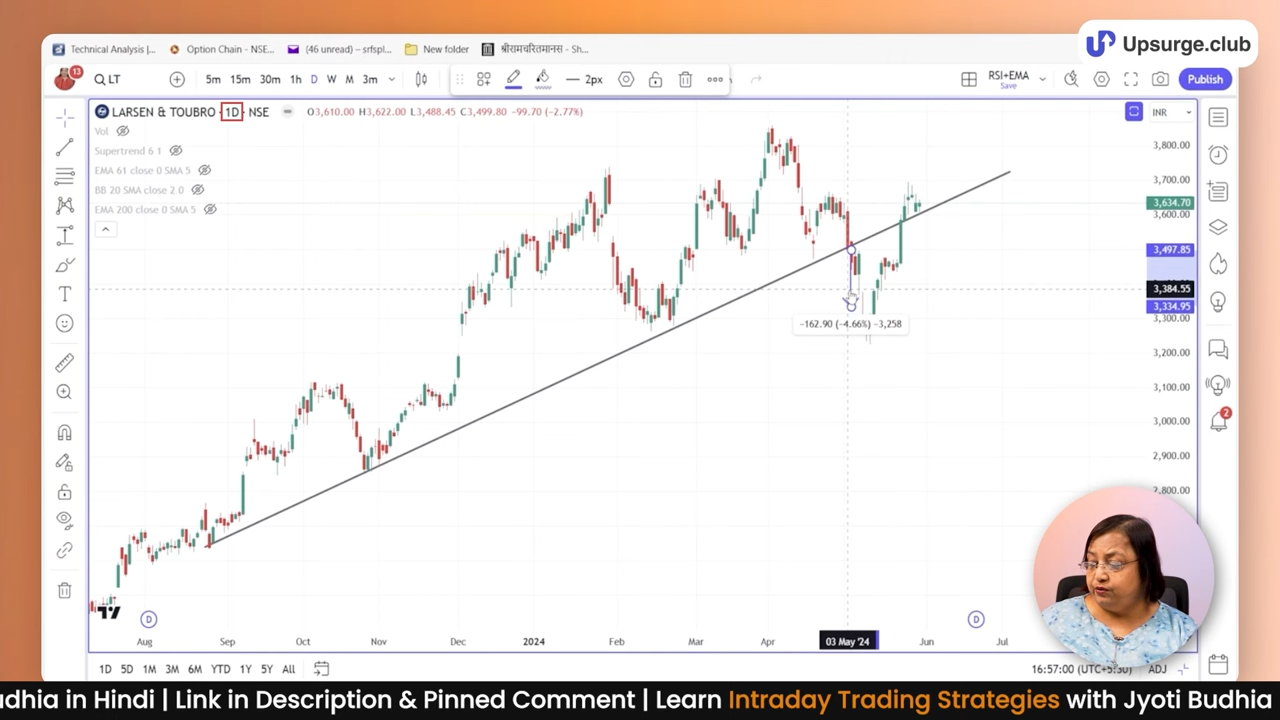 Upsurge.club
Technical Analysis |...
Option Chain - NSE...
(46 unread) – srfspl...
New folder
श्रीरामचरितमानस - Sh...
13
LT
5m 15m 30m 1h D W M 3m
2px
RSI+EMA
Save
Publish
LARSEN & TOUBRO 1D NSE
O3,610.00 H3,622.00 L3,488.45 C3,499.80 -99.70 (-2.77%)
INR
Vol
Supertrend 6 1
EMA 61 close 0 SMA 5
BB 20 SMA close 2 0
EMA 200 close 0 SMA 5
3,800.00
3,700.00
3,634.70
3,600.00
3,497.85
3,384.55
3,334.95
3,300.00
3,200.00
3,100.00
3,000.00
2,900.00
2,800.00
−162.90 (−4.66%) −3,258
2
D
D
Aug Sep Oct Nov Dec 2024 Feb Mar Apr 03 May '24 Jun Jul
1D 5D 1M 3M 6M YTD 1Y 5Y All
16:57:00 (UTC+5:30) ADJ
udhia in Hindi | Link in Description & Pinned Comment | Learn Intraday Trading Strategies with Jyoti Budhia